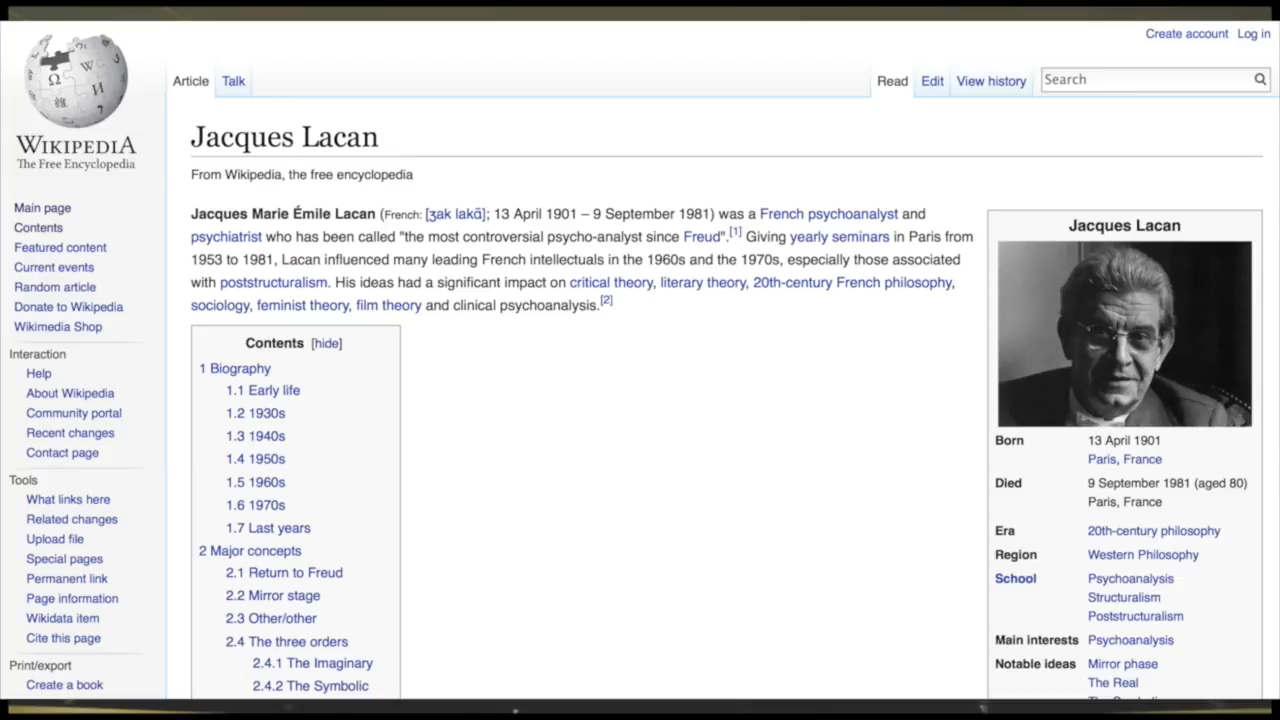 Create account Log in
Article Talk
Read Edit View history Search
WIKIPEDIA
The Free Encyclopedia
Main page
Contents
Featured content
Current events
Random article
Donate to Wikipedia
Wikimedia Shop
Interaction
Help
About Wikipedia
Community portal
Recent changes
Contact page
Tools
What links here
Related changes
Upload file
Special pages
Permanent link
Page information
Wikidata item
Cite this page
Print/export
Create a book
Jacques Lacan
From Wikipedia, the free encyclopedia
Jacques Marie Émile Lacan (French: [ʒak lakɑ̃]; 13 April 1901 – 9 September 1981) was a French psychoanalyst and
psychiatrist who has been called "the most controversial psycho-analyst since Freud".[1] Giving yearly seminars in Paris from
1953 to 1981, Lacan influenced many leading French intellectuals in the 1960s and the 1970s, especially those associated
with poststructuralism. His ideas had a significant impact on critical theory, literary theory, 20th-century French philosophy,
sociology, feminist theory, film theory and clinical psychoanalysis.[2]
Contents [hide]
1 Biography
1.1 Early life
1.2 1930s
1.3 1940s
1.4 1950s
1.5 1960s
1.6 1970s
1.7 Last years
2 Major concepts
2.1 Return to Freud
2.2 Mirror stage
2.3 Other/other
2.4 The three orders
2.4.1 The Imaginary
2.4.2 The Symbolic
Jacques Lacan
Born 13 April 1901
Paris, France
Died 9 September 1981 (aged 80)
Paris, France
Era 20th-century philosophy
Region Western Philosophy
School Psychoanalysis
Structuralism
Poststructuralism
Main interests Psychoanalysis
Notable ideas Mirror phase
The Real